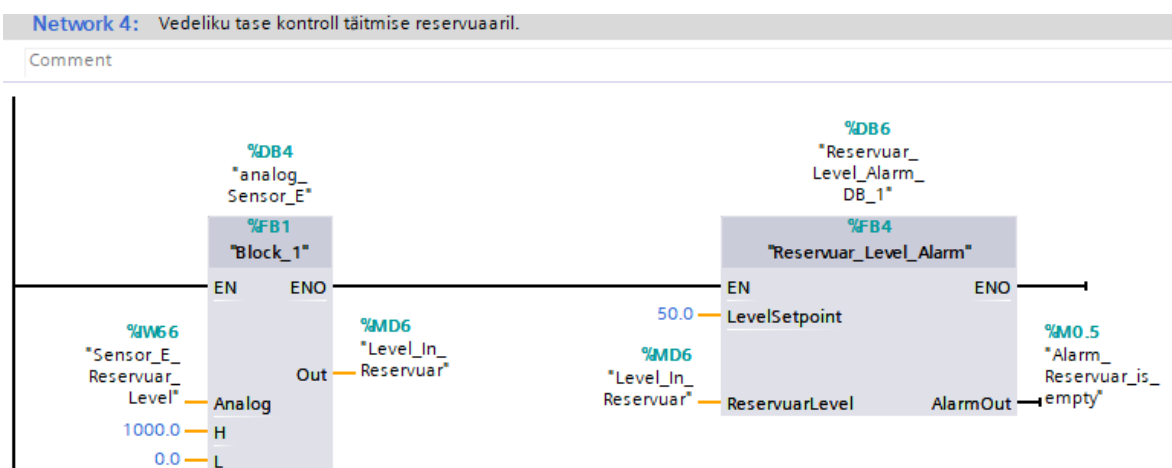 Network 4: Vedeliku tase kontroll täitmise reservuaaril.
Comment
%DB4
"analog_
Sensor_E"
%FB1
"Block_1"
EN ENO
%IW66
"Sensor_E_
Reservuar_
Level"
Analog
1000.0
H
0.0
L
Out
%MD6
"Level_In_
Reservuar"
%DB6
"Reservuar_
Level_Alarm_
DB_1"
%FB4
"Reservuar_Level_Alarm"
EN ENO
50.0
LevelSetpoint
%MD6
"Level_In_
Reservuar"
ReservuarLevel
AlarmOut
%M0.5
"Alarm_
Reservuar_is_
empty"